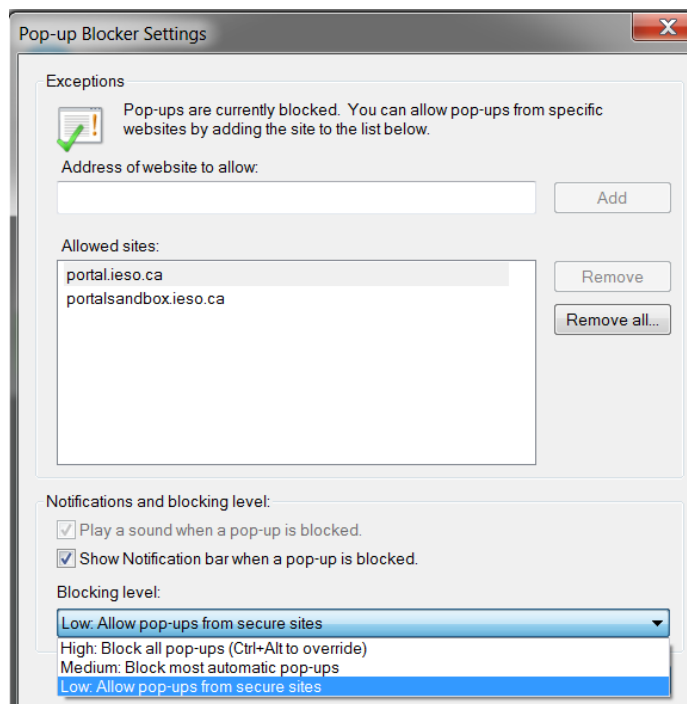 Pop-up Blocker Settings
Exceptions
Pop-ups are currently blocked. You can allow pop-ups from specific
websites by adding the site to the list below.
Address of website to allow:
Add
Allowed sites:
portal.ieso.ca
Remove
portalsandbox.ieso.ca
Remove all...
Notifications and blocking level:
Play a sound when a pop-up is blocked.
Show Notification bar when a pop-up is blocked.
Blocking level:
Low: Allow pop-ups from secure sites
High: Block all pop-ups (Ctrl+Alt to override)
Medium: Block most automatic pop-ups
Low: Allow pop-ups from secure sites